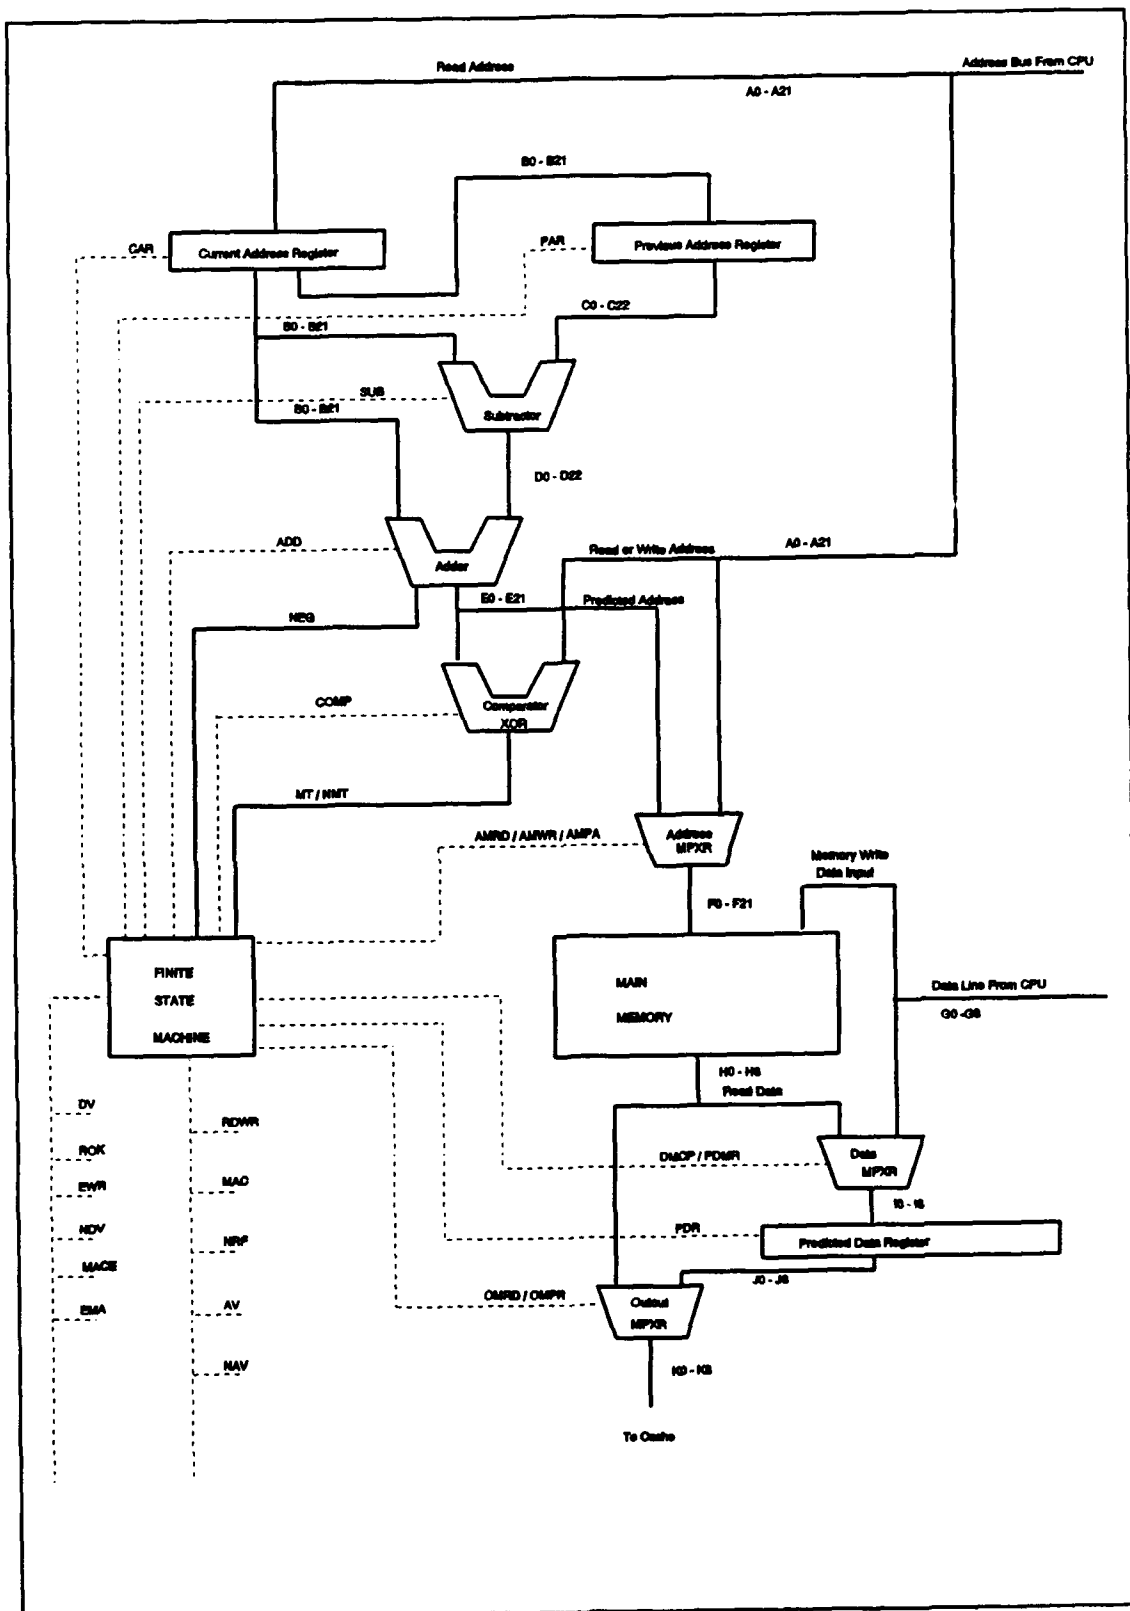 Read Address
Address Bus From CPU
A0 - A21
B0 - B21
CAR
Current Address Register
PAR
Previous Address Register
C0 - C22
B0 - B21
SUB
B0 - B21
Subtractor
D0 - D22
ADD
Adder
Read or Write Address
A0 - A21
E0 - E21
Predicted Address
NEG
COMP
Comparator
XOR
MT / NMT
AMRD / AMWR / AMPA
Address
MPXR
Memory Write
Data Input
F0 - F21
FINITE
STATE
MACHINE
MAIN
MEMORY
Data Line From CPU
G0 -G8
H0 - H8
Read Data
DV
RDWR
ROK
DMCP / PDMR
Data
MPXR
EWR
MAC
I0 - I8
NDV
NRF
PDR
Predicted Data Register
MACE
J0 - J8
EMA
AV
OMRD / OMPR
Output
MPXR
NAV
K0 - K8
To Cache